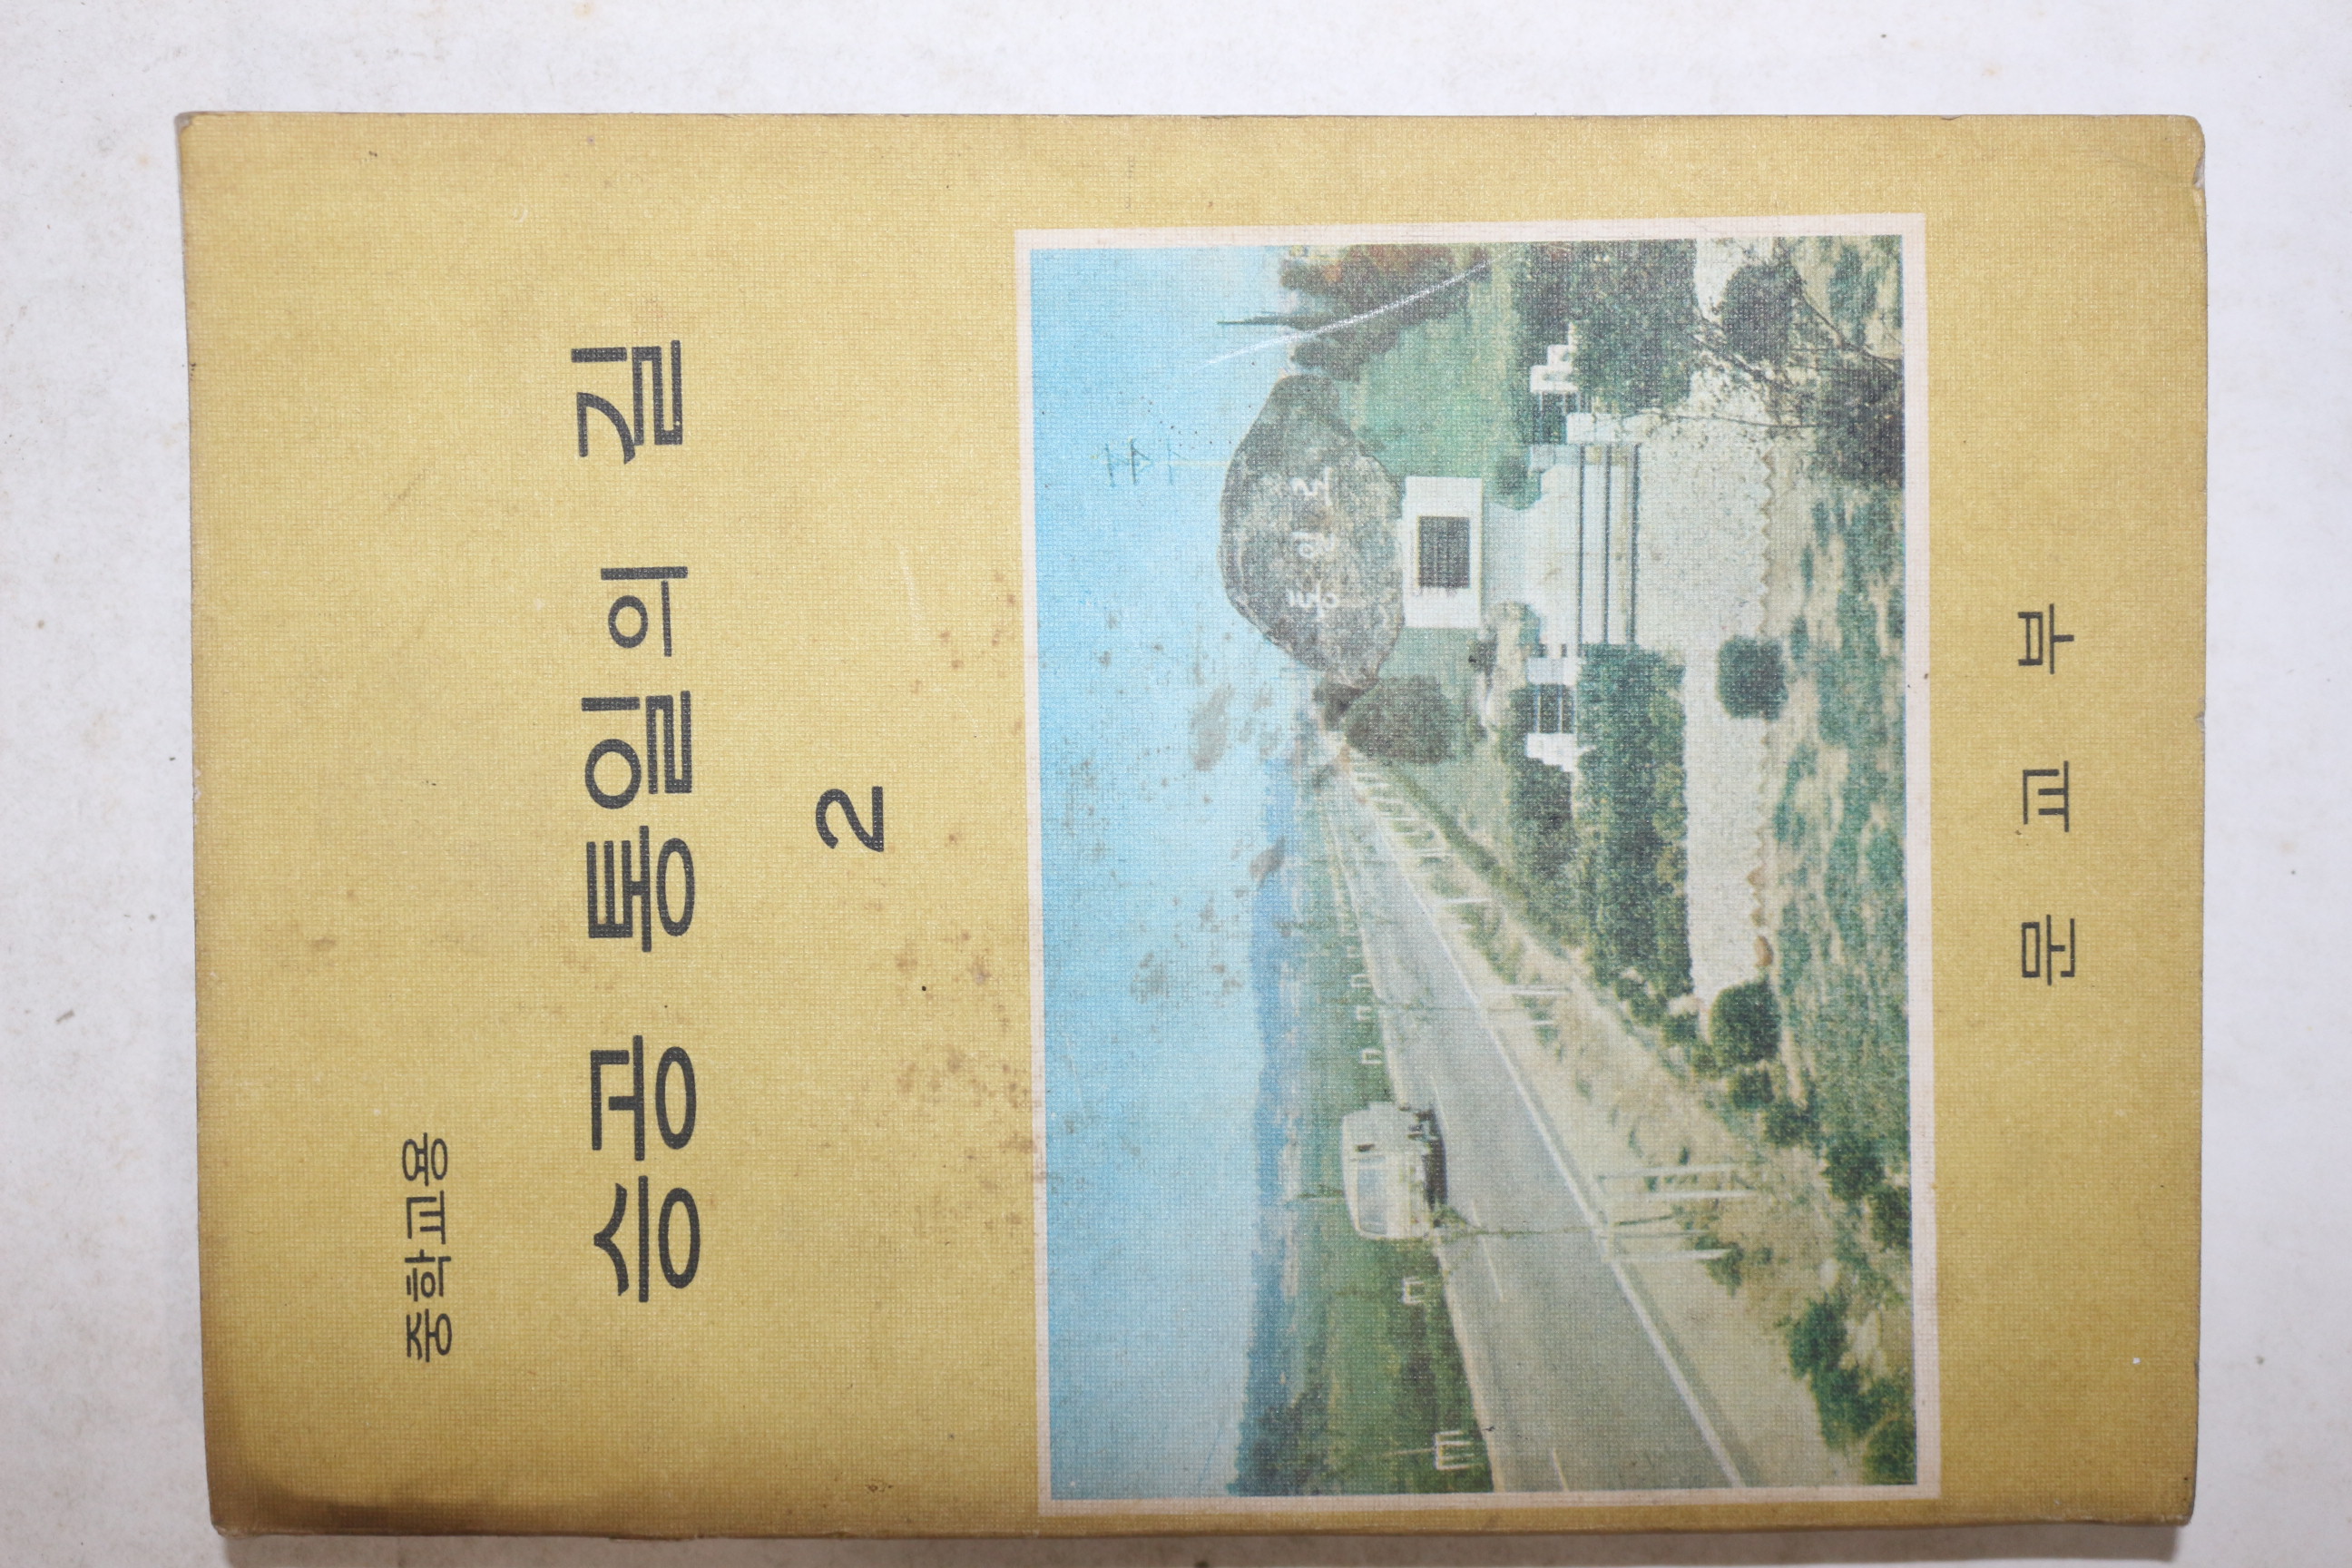 중학교용
승공 통일의 길
2
문교부